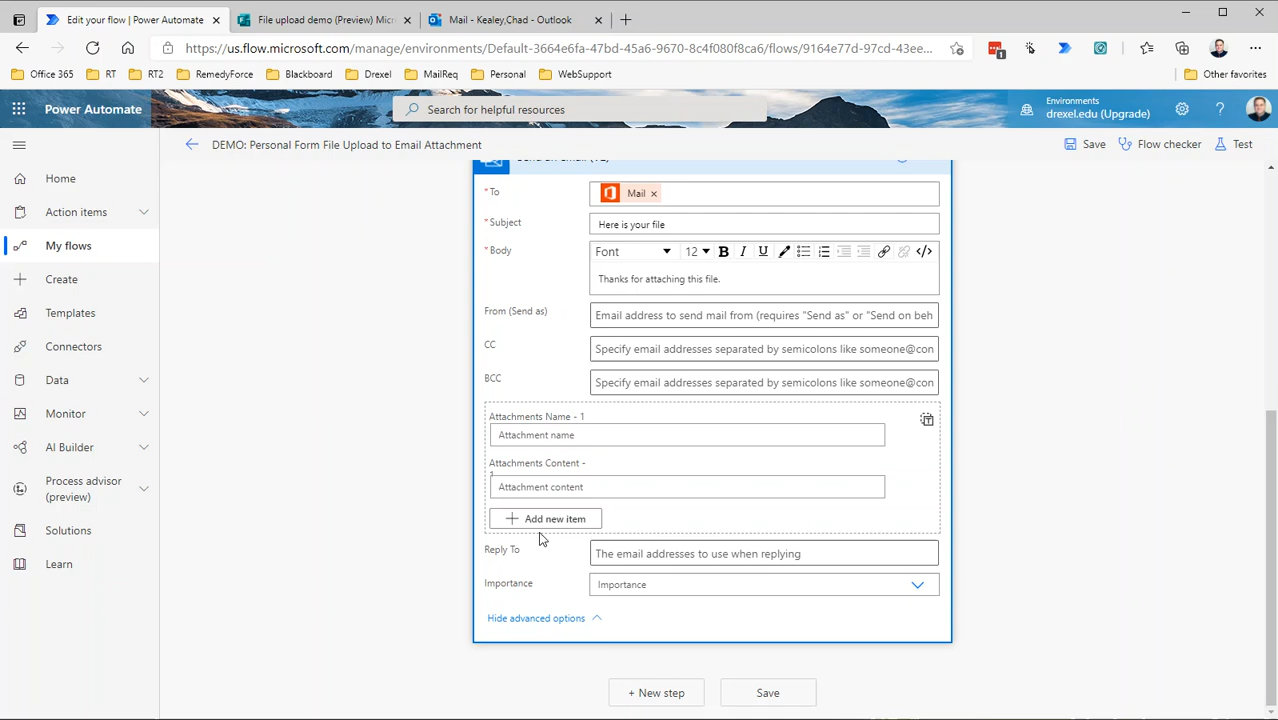 Edit your flow | Power Automate
File upload demo (Preview) Micr
Mail - Kealey,Chad - Outlook
https://us.flow.microsoft.com/manage/environments/Default-3664e6fa-47bd-45a6-9670-8c4f080f8ca6/flows/9164e77d-97cd-43ee...
1
Office 365
RT
RT2
RemedyForce
Blackboard
Drexel
MailReq
Personal
WebSupport
Other favorites
Power Automate
Search for helpful resources
Environments
drexel.edu (Upgrade)
DEMO: Personal Form File Upload to Email Attachment
Save
Flow checker
Test
Home
Action items
My flows
Create
Templates
Connectors
Data
Monitor
AI Builder
Process advisor
(preview)
Solutions
Learn
* To
Mail
* Subject
Here is your file
* Body
Font
12
B
I
U
</>
Thanks for attaching this file.
From (Send as)
Email address to send mail from (requires "Send as" or "Send on beh
CC
Specify email addresses separated by semicolons like someone@con
BCC
Specify email addresses separated by semicolons like someone@con
Attachments Name - 1
Attachment name
Attachments Content -
Attachment content
Add new item
Reply To
The email addresses to use when replying
Importance
Importance
Hide advanced options
+ New step
Save